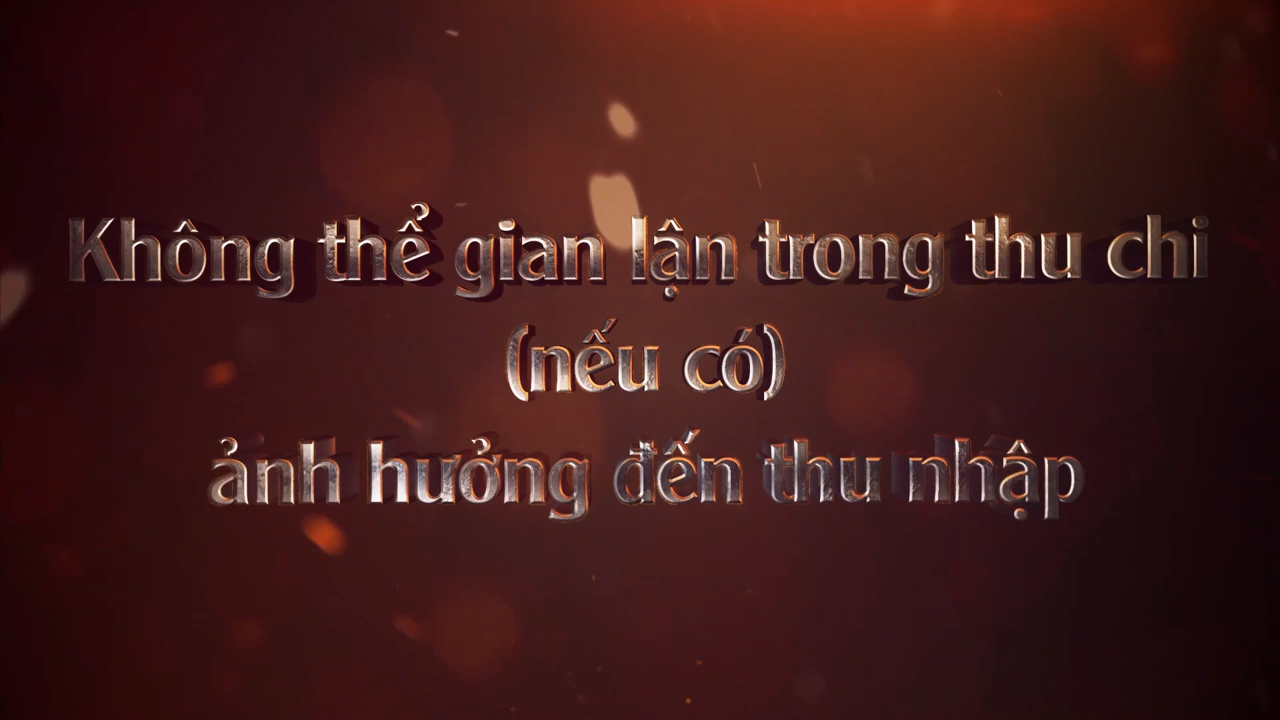 Không thể gian lận trong thu chi
(nếu có)
ảnh hưởng đến thu nhập